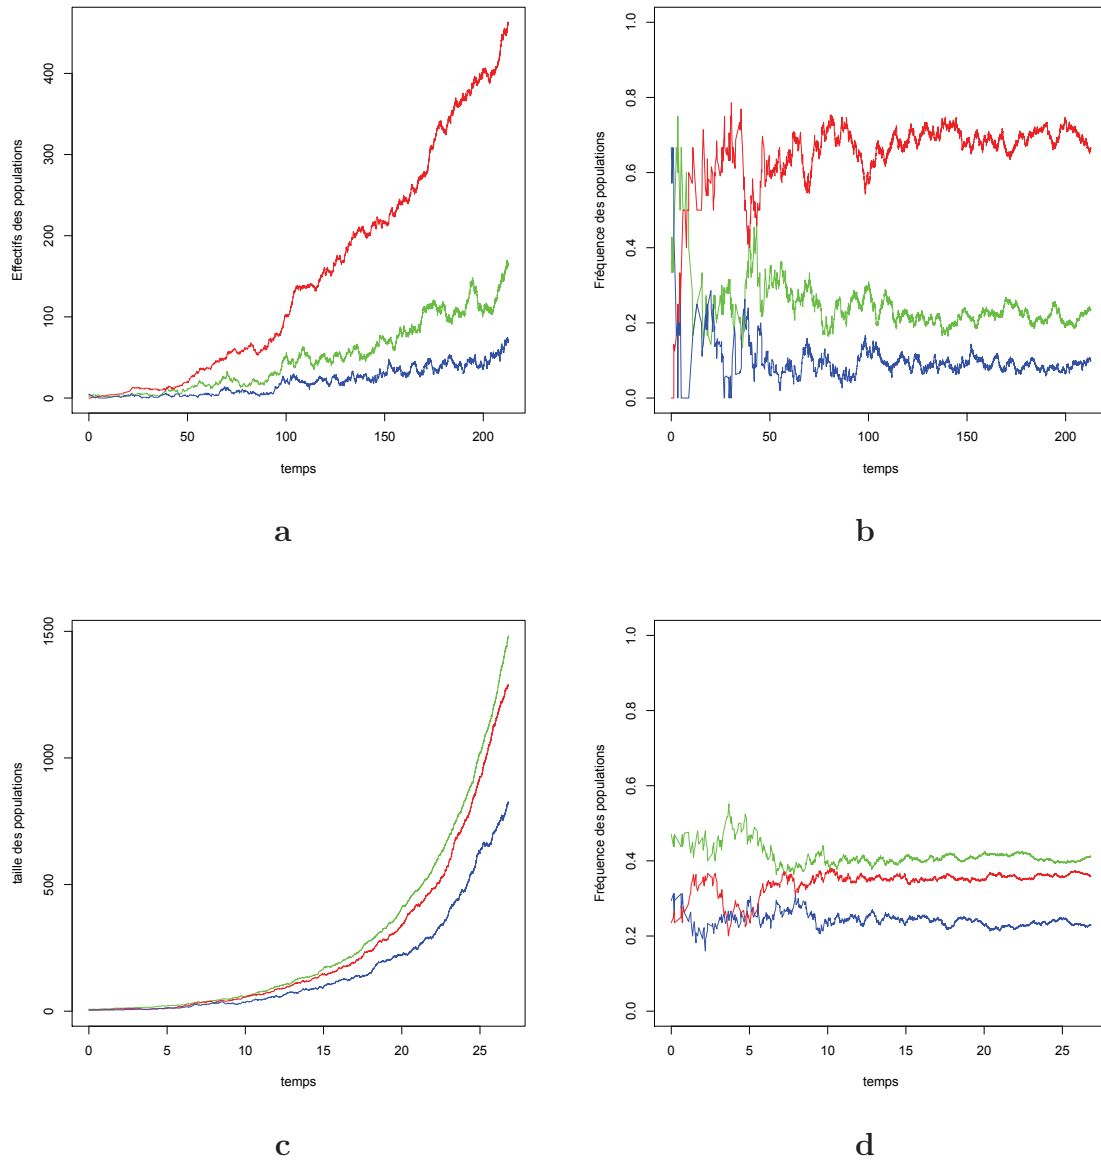 Effectifs des populations
400
300
200
100
0
0 50 100 150 200
temps
a
Fréquence des populations
1.0
0.8
0.6
0.4
0.2
0.0
0 50 100 150 200
temps
b
taille des populations
1500
1000
500
0
0 5 10 15 20 25
temps
c
Fréquence des populations
1.0
0.8
0.6
0.4
0.2
0.0
0 5 10 15 20 25
temps
d